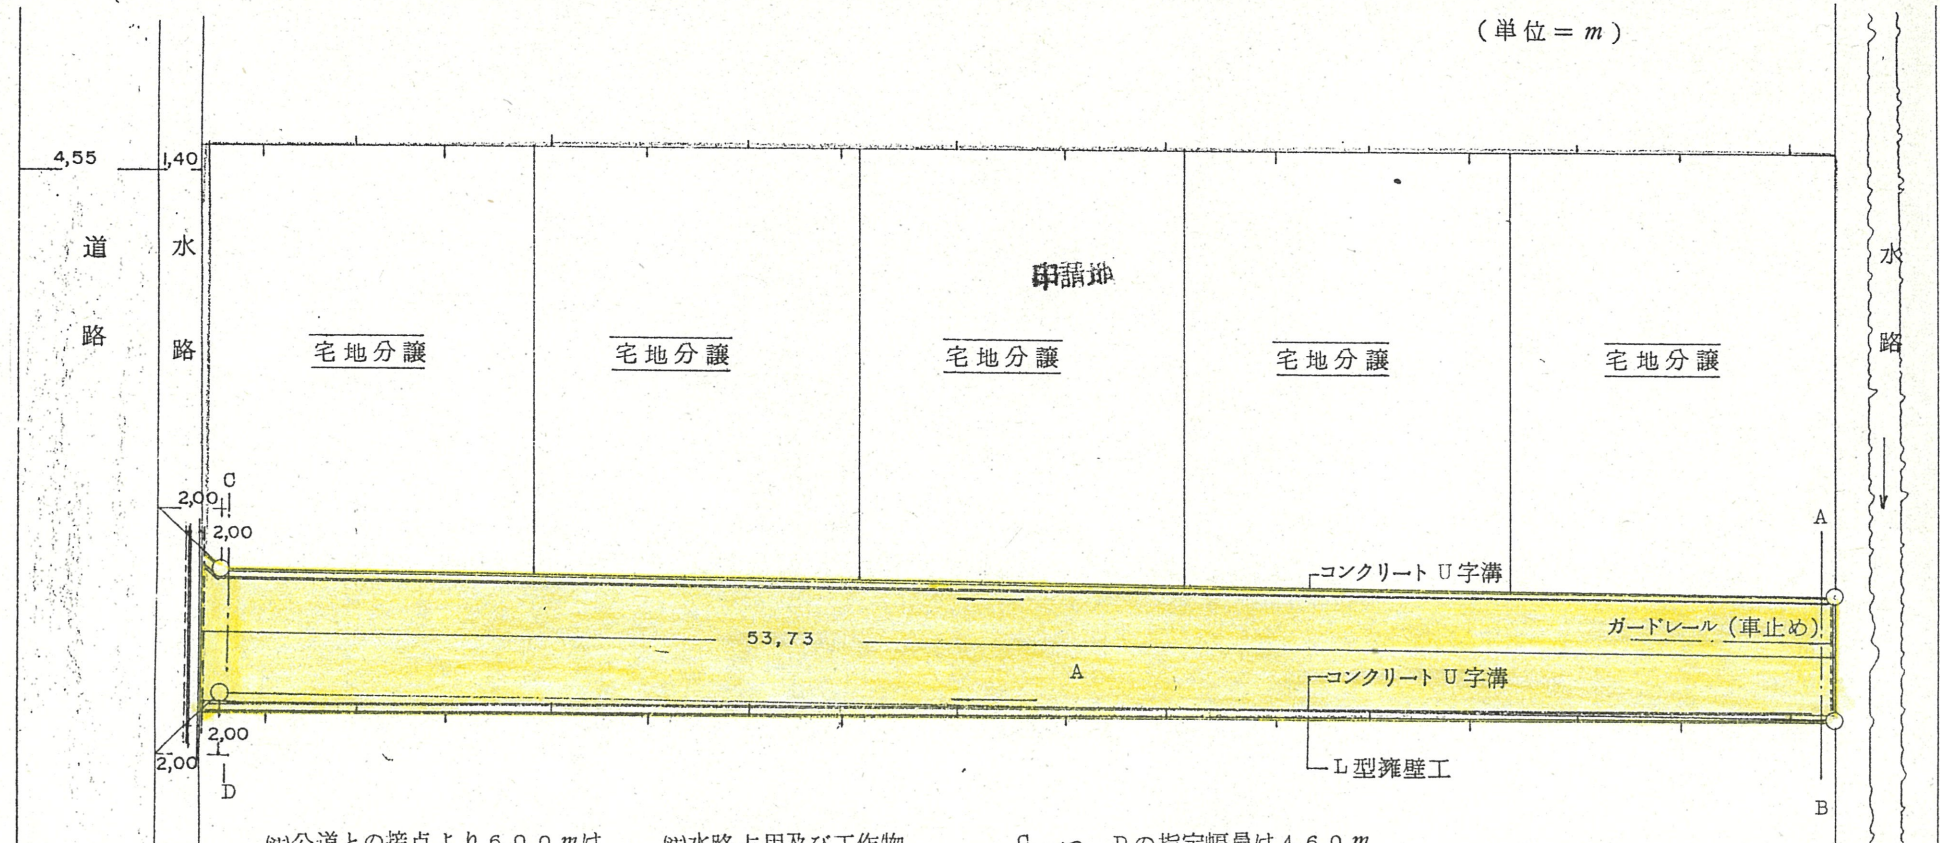 (単位=m)
4,55
1,40
道路
水路
水路
申請地
宅地分譲
宅地分譲
宅地分譲
宅地分譲
宅地分譲
C
2,00
2,00
A
コンクリートU字溝
ガードレール(車止め)
53,73
A
コンクリートU字溝
2,00
2,00
D
L型擁壁工
B